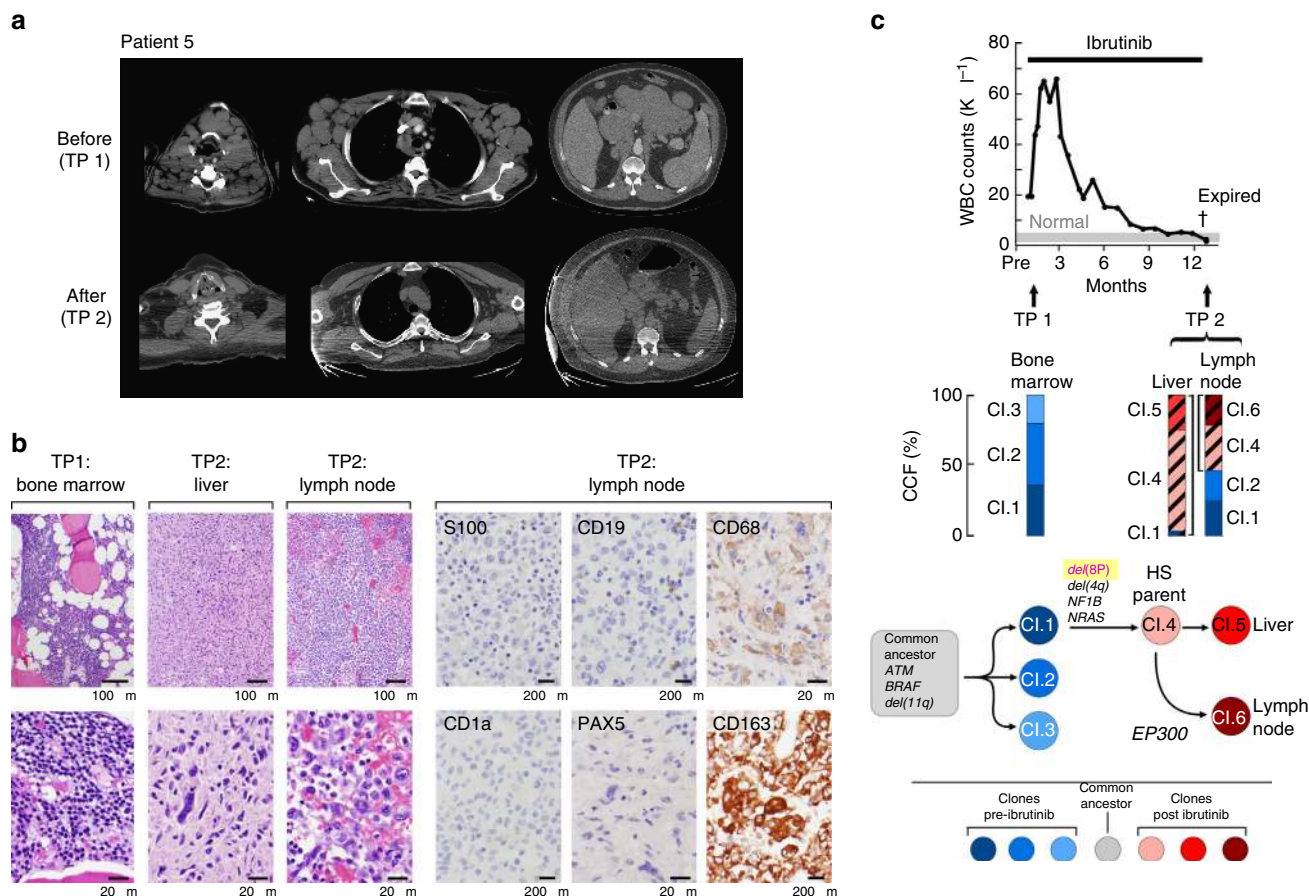 a
Patient 5
Before
(TP 1)
After
(TP 2)
b
TP1:
bone marrow
TP2:
liver
TP2:
lymph node
TP2:
lymph node
S100
CD19
CD68
100 m
100 m
100 m
200 m
200 m
20 m
CD1a
PAX5
CD163
20 m
20 m
20 m
200 m
20 m
200 m
c
Ibrutinib
WBC counts (K l–1)
80
60
40
20
0
Normal
Expired
†
Pre
3
6
9
12
Months
TP 1
TP 2
Bone
marrow
Liver
Lymph
node
CCF (%)
100
50
0
Cl.3
Cl.2
Cl.1
Cl.5
Cl.4
Cl.1
Cl.6
Cl.4
Cl.2
Cl.1
Common
ancestor
ATM
BRAF
del(11q)
Cl.1
Cl.2
Cl.3
del(8P)
del(4q)
NF1B
NRAS
HS
parent
Cl.4
Cl.5
Liver
EP300
Cl.6
Lymph
node
Clones
pre-ibrutinib
Common
ancestor
Clones
post ibrutinib